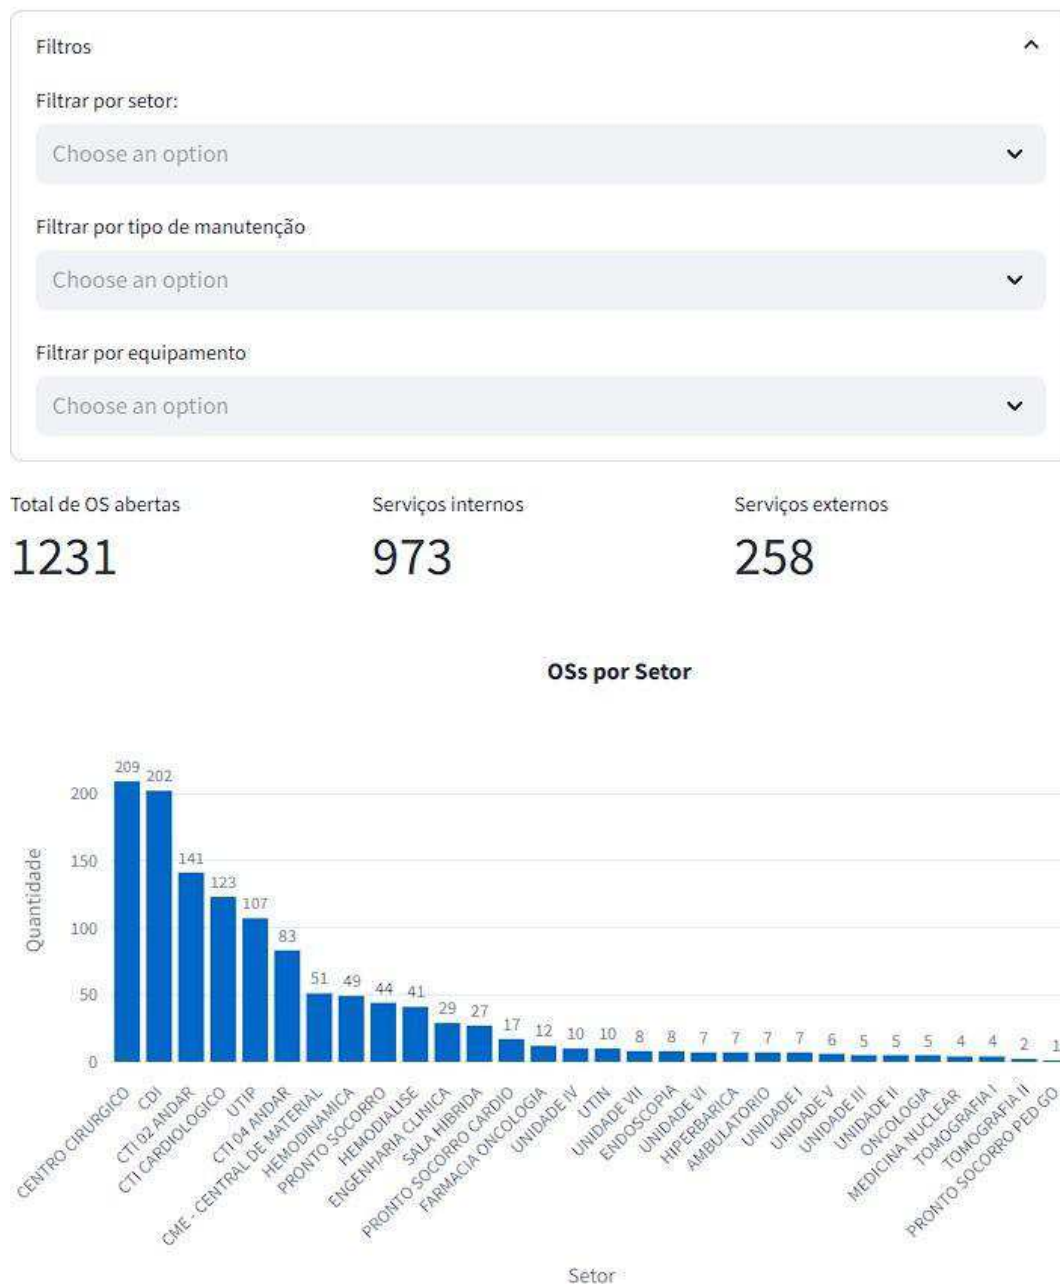 Filtros
Filtrar por setor:
Choose an option
Filtrar por tipo de manutenção
Choose an option
Filtrar por equipamento
Choose an option
Total de OS abertas
Serviços internos
Serviços externos
1231
973
258
OSs por Setor
Quantidade
200
150
100
50
0
209
202
141
123
107
83
51
49
44
41
29
27
17
12
10
10
8
8
7
7
7
7
6
5
5
5
4
4
2
1
CENTRO CIRURGICO
CDI
CTI 02 ANDAR
CTI CARDIOLOGICO
UTIP
CTI 04 ANDAR
CME - CENTRAL DE MATERIAL
HEMODINAMICA
PRONTO SOCORRO
HEMODIALISE
ENGENHARIA CLINICA
SALA HIBRIDA
PRONTO SOCORRO CARDIO
FARMACIA ONCOLOGIA
UNIDADE IV
UTIN
UNIDADE VII
ENDOSCOPIA
UNIDADE VI
HIPERBARICA
AMBULATORIO
UNIDADE I
UNIDADE V
UNIDADE III
UNIDADE II
ONCOLOGIA
MEDICINA NUCLEAR
TOMOGRAFIA I
TOMOGRAFIA II
PRONTO SOCORRO PED GO
Setor